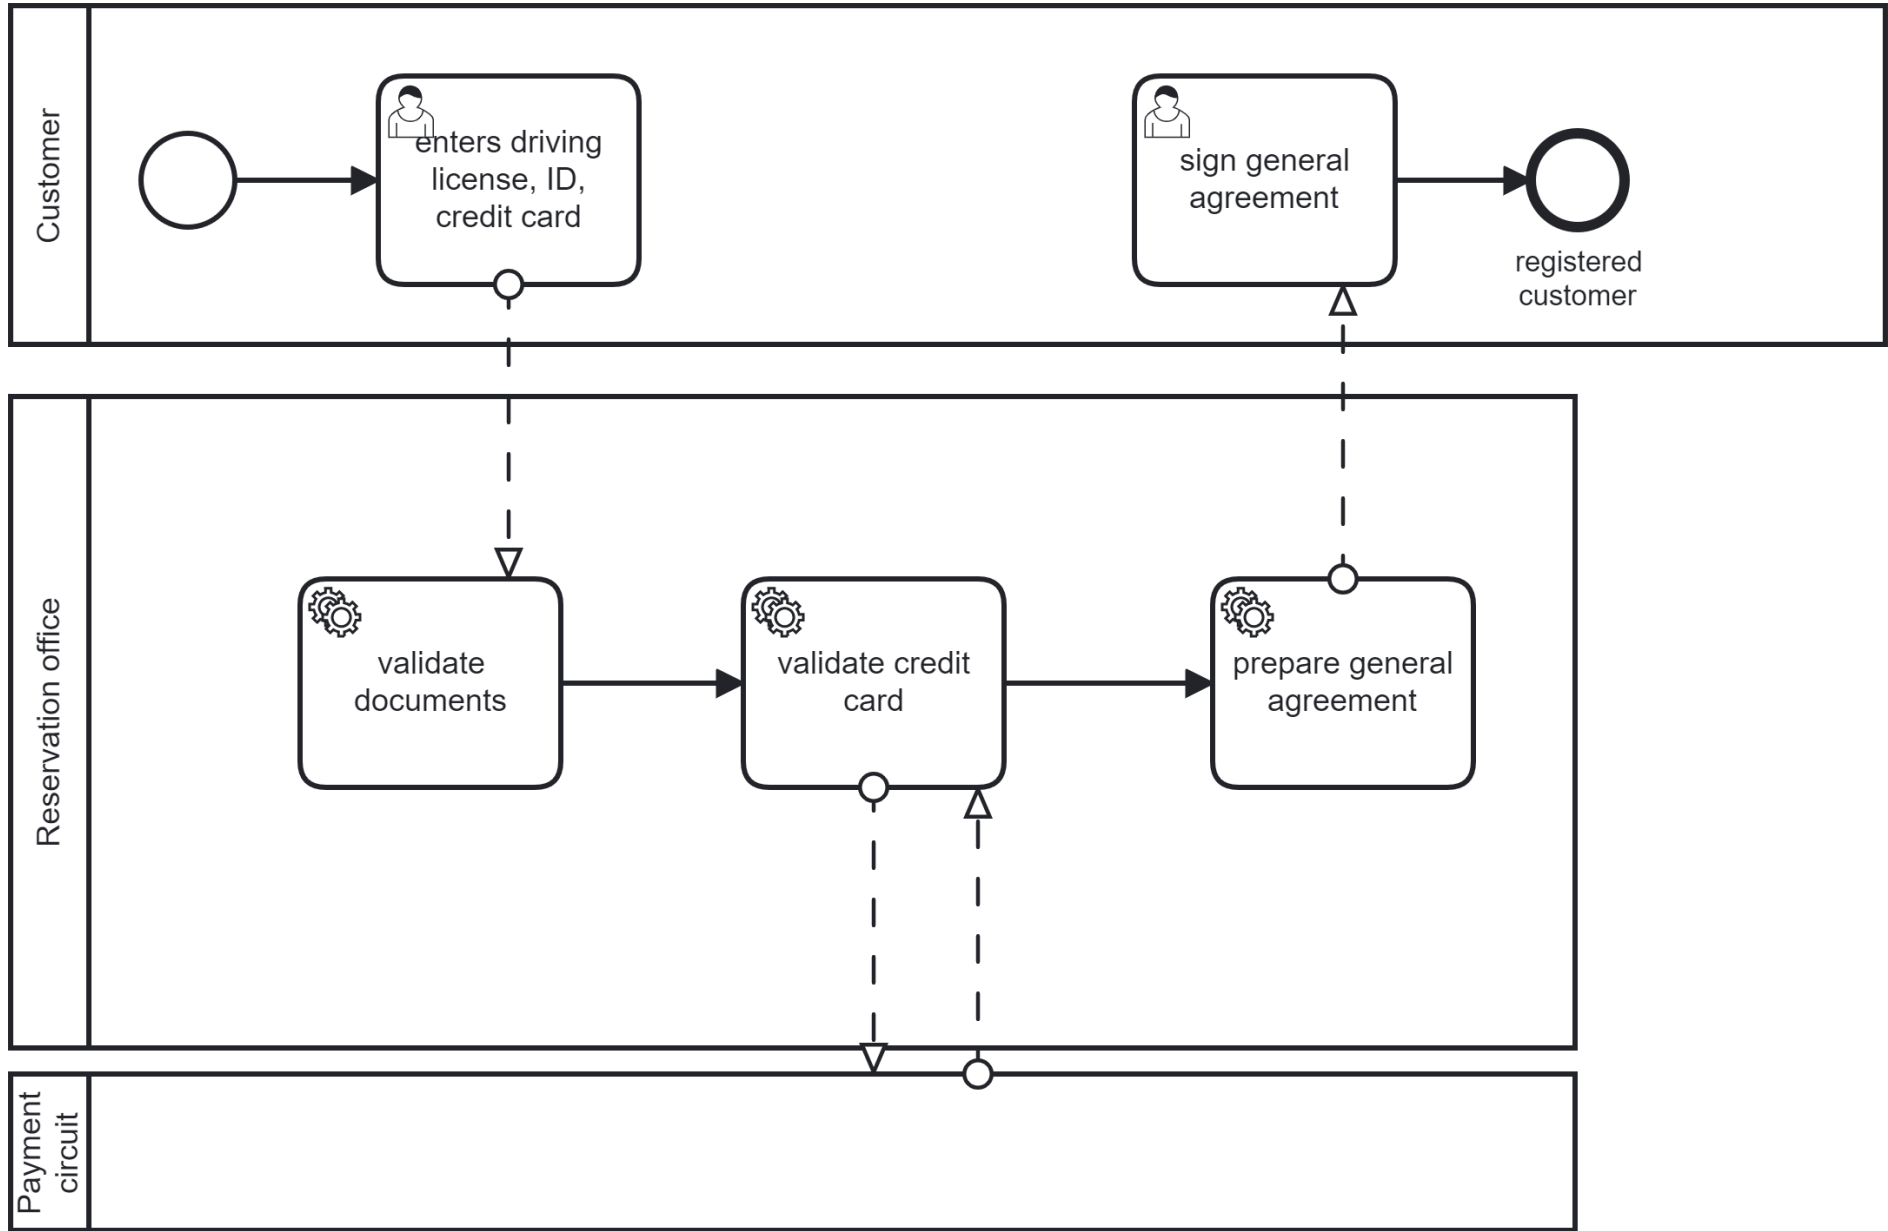 Customer
enters driving
license, ID,
credit card
sign general
agreement
registered
customer
Reservation office
validate
documents
validate credit
card
prepare general
agreement
Payment
circuit